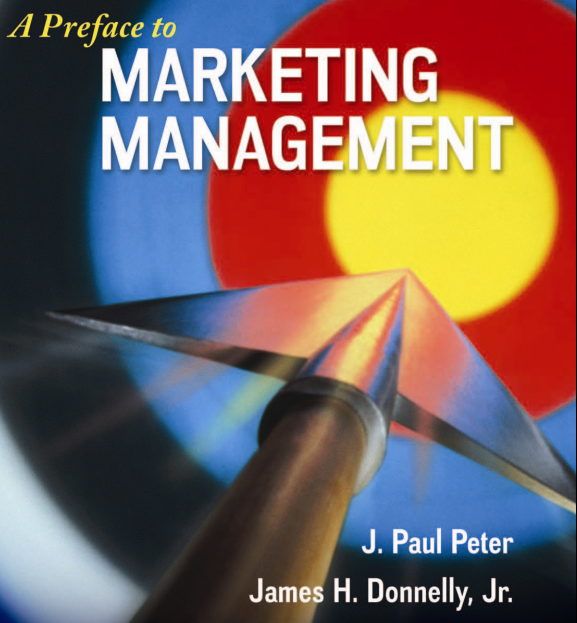 A Preface to
MARKETING
MANAGEMENT
J. Paul Peter
James H. Donnelly, Jr.